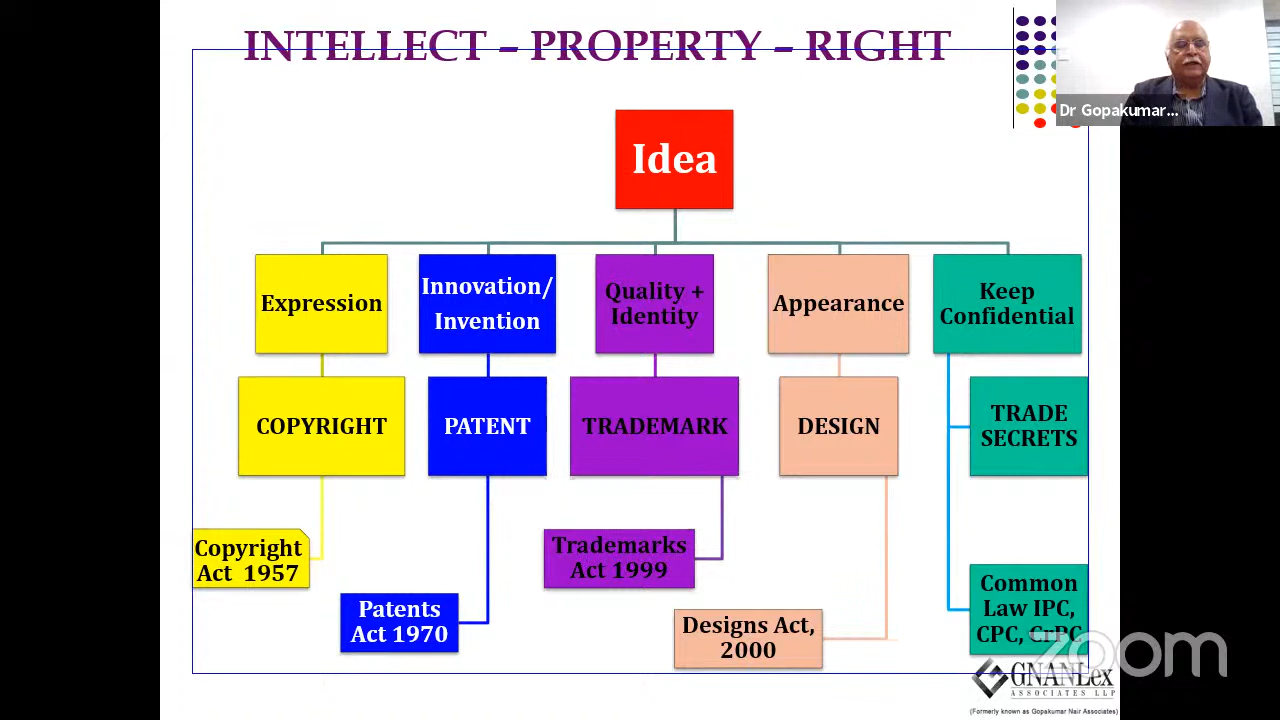 INTELLECT – PROPERTY – RIGHT
Dr Gopakumar...
Idea
Expression
Innovation/
Invention
Quality +
Identity
Appearance
Keep
Confidential
COPYRIGHT
PATENT
TRADEMARK
DESIGN
TRADE
SECRETS
Copyright
Act 1957
Patents
Act 1970
Trademarks
Act 1999
Designs Act,
2000
Common
Law IPC,
CPC, CrPC
zoom
GNANLex
ASSOCIATES LLP
(Formerly known as Gopakumar Nair Associates)